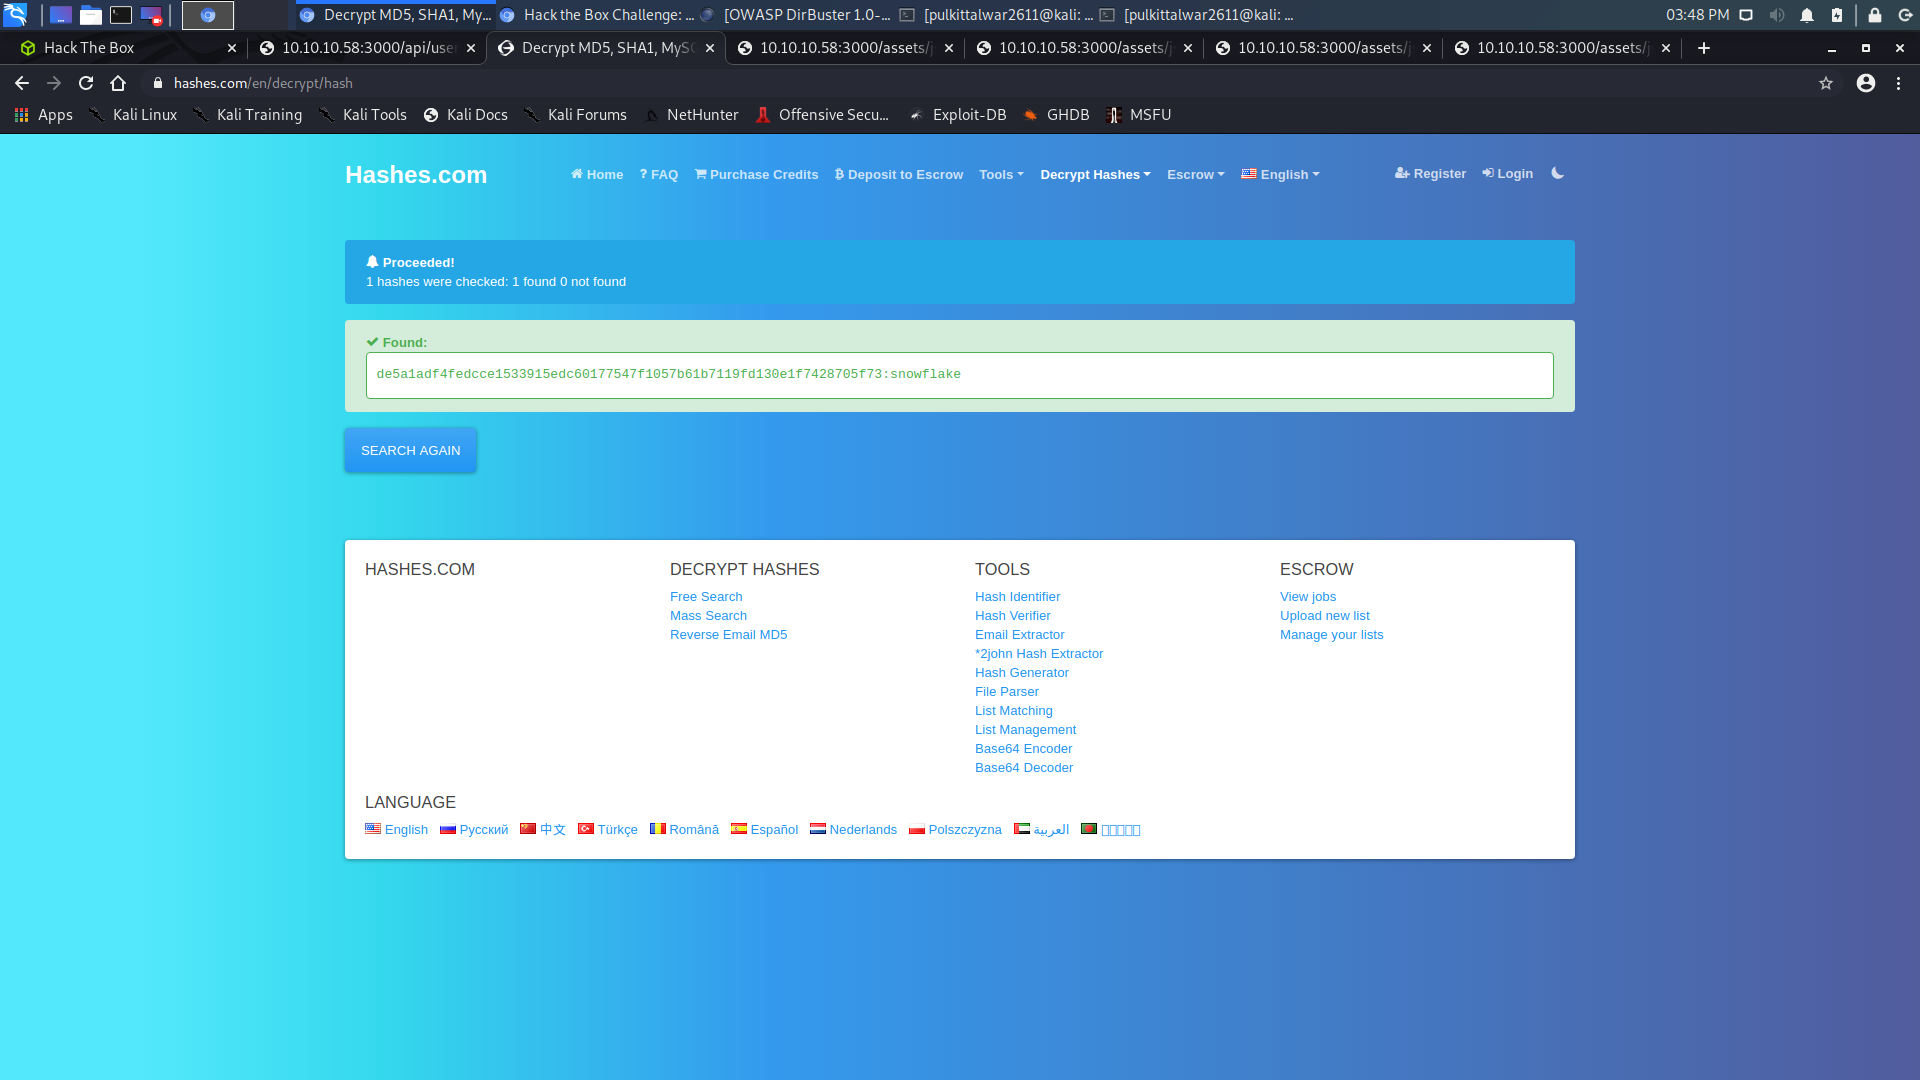 Decrypt MD5, SHA1, My... Hack the Box Challenge: ... [OWASP DirBuster 1.0-... [pulkittalwar2611@kali: ... [pulkittalwar2611@kali: ... 03:48 PM
Hack The Box 10.10.10.58:3000/api/use Decrypt MD5, SHA1, MyS 10.10.10.58:3000/assets/j 10.10.10.58:3000/assets/j 10.10.10.58:3000/assets/j 10.10.10.58:3000/assets/j
hashes.com/en/decrypt/hash
Apps Kali Linux Kali Training Kali Tools Kali Docs Kali Forums NetHunter Offensive Secu... Exploit-DB GHDB MSFU
Hashes.com Home ? FAQ Purchase Credits Deposit to Escrow Tools Decrypt Hashes Escrow English Register Login
Proceeded!
1 hashes were checked: 1 found 0 not found
Found:
de5a1adf4fedcce1533915edc60177547f1057b61b7119fd130e1f7428705f73:snowflake
SEARCH AGAIN
HASHES.COM
DECRYPT HASHES
Free Search
Mass Search
Reverse Email MD5
TOOLS
Hash Identifier
Hash Verifier
Email Extractor
*2john Hash Extractor
Hash Generator
File Parser
List Matching
List Management
Base64 Encoder
Base64 Decoder
ESCROW
View jobs
Upload new list
Manage your lists
LANGUAGE
English Русский 中文 Türkçe Română Español Nederlands Polszczyzna العربية